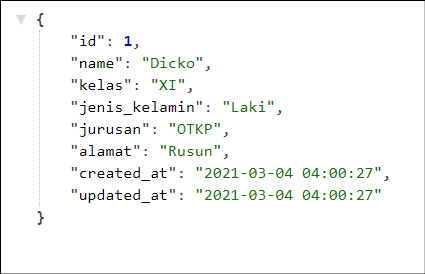 {
"id": 1,
"name": "Dicko",
"kelas": "XI",
"jenis_kelamin": "Laki",
"jurusan": "OTKP",
"alamat": "Rusun",
"created_at": "2021-03-04 04:00:27",
"updated_at": "2021-03-04 04:00:27"
}